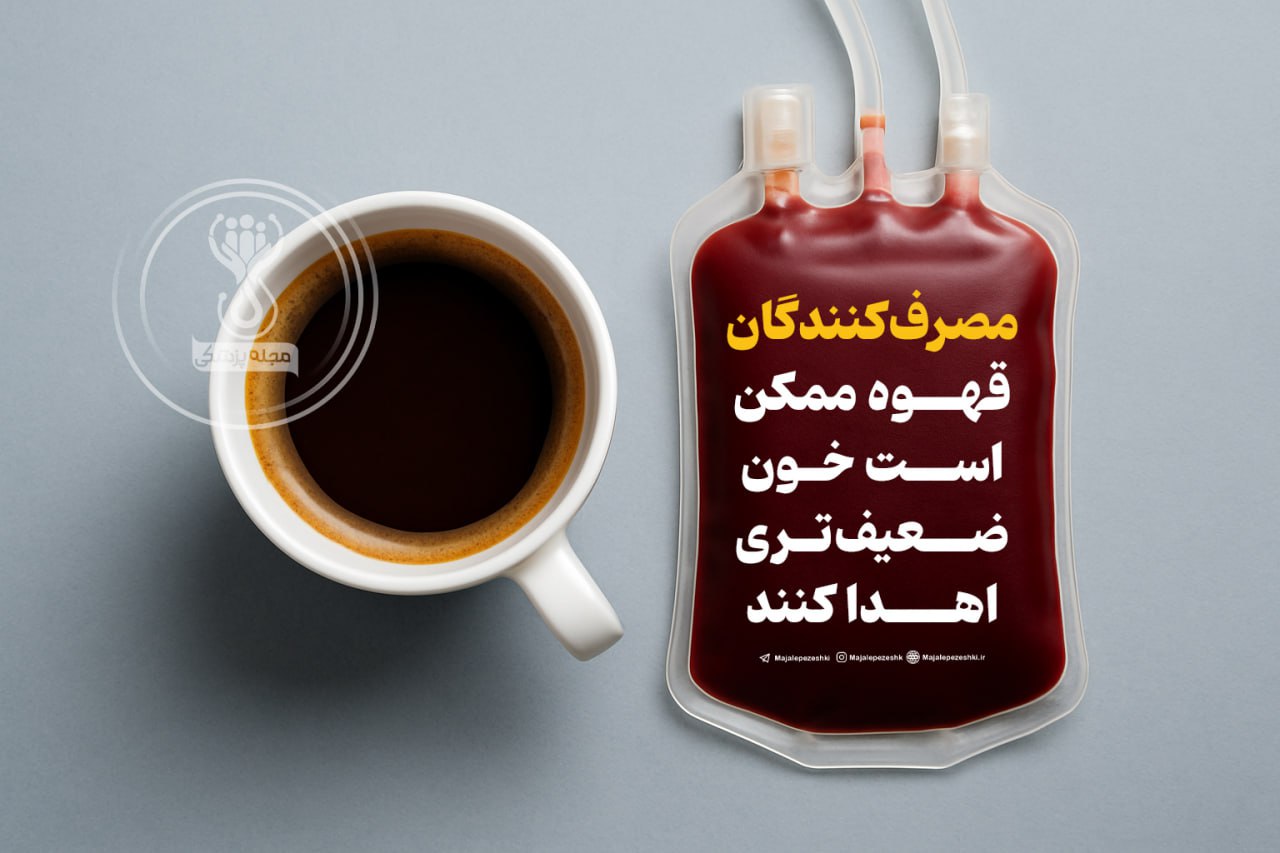 مصرف‌کنندگان
قهوه ممکن
است خون
ضعیف‌تری
اهدا کنند
Majalepezeshki Majalepezeshk Majalepezeshki.ir
مجله پزشکی